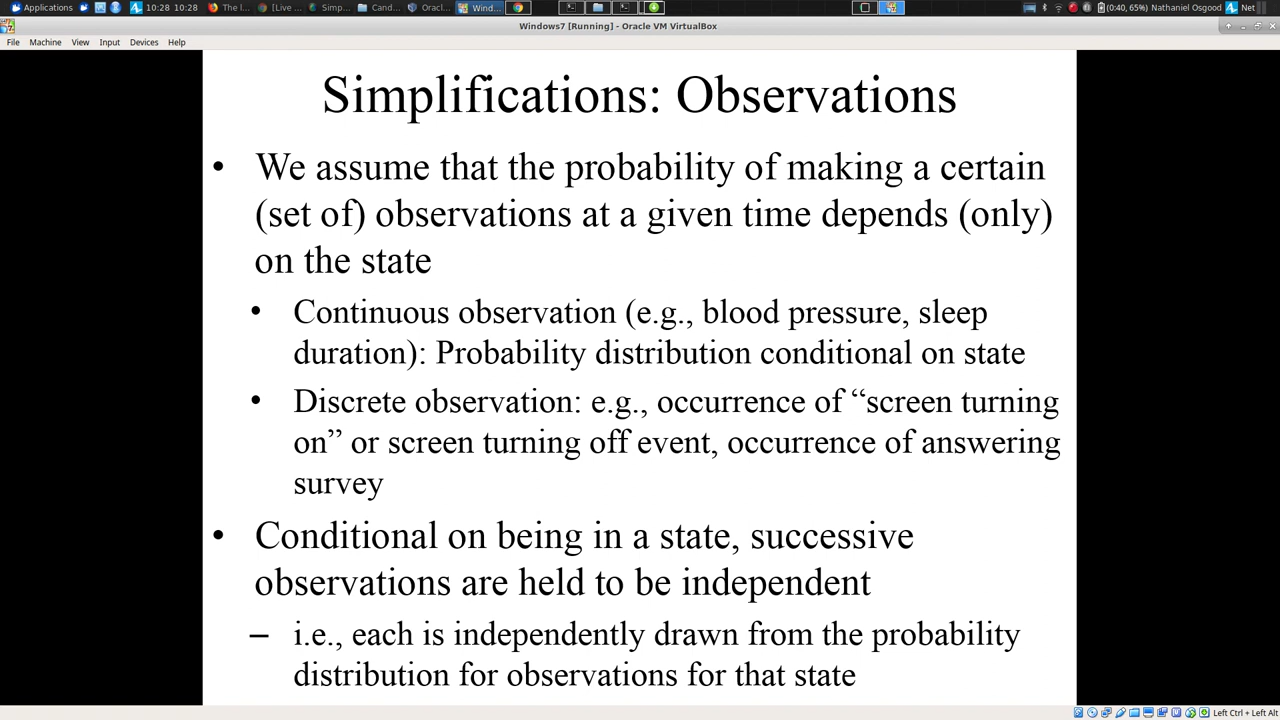 Applications 10:28 10:28 The I... [Live ... Simp... Cand... Oracl... Wind... (0:40, 65%) Nathaniel Osgood Net
Windows7 [Running] - Oracle VM VirtualBox
File Machine View Input Devices Help
Simplifications: Observations
• We assume that the probability of making a certain
(set of) observations at a given time depends (only)
on the state
• Continuous observation (e.g., blood pressure, sleep
duration): Probability distribution conditional on state
• Discrete observation: e.g., occurrence of “screen turning
on” or screen turning off event, occurrence of answering
survey
• Conditional on being in a state, successive
observations are held to be independent
– i.e., each is independently drawn from the probability
distribution for observations for that state
Left Ctrl + Left Alt